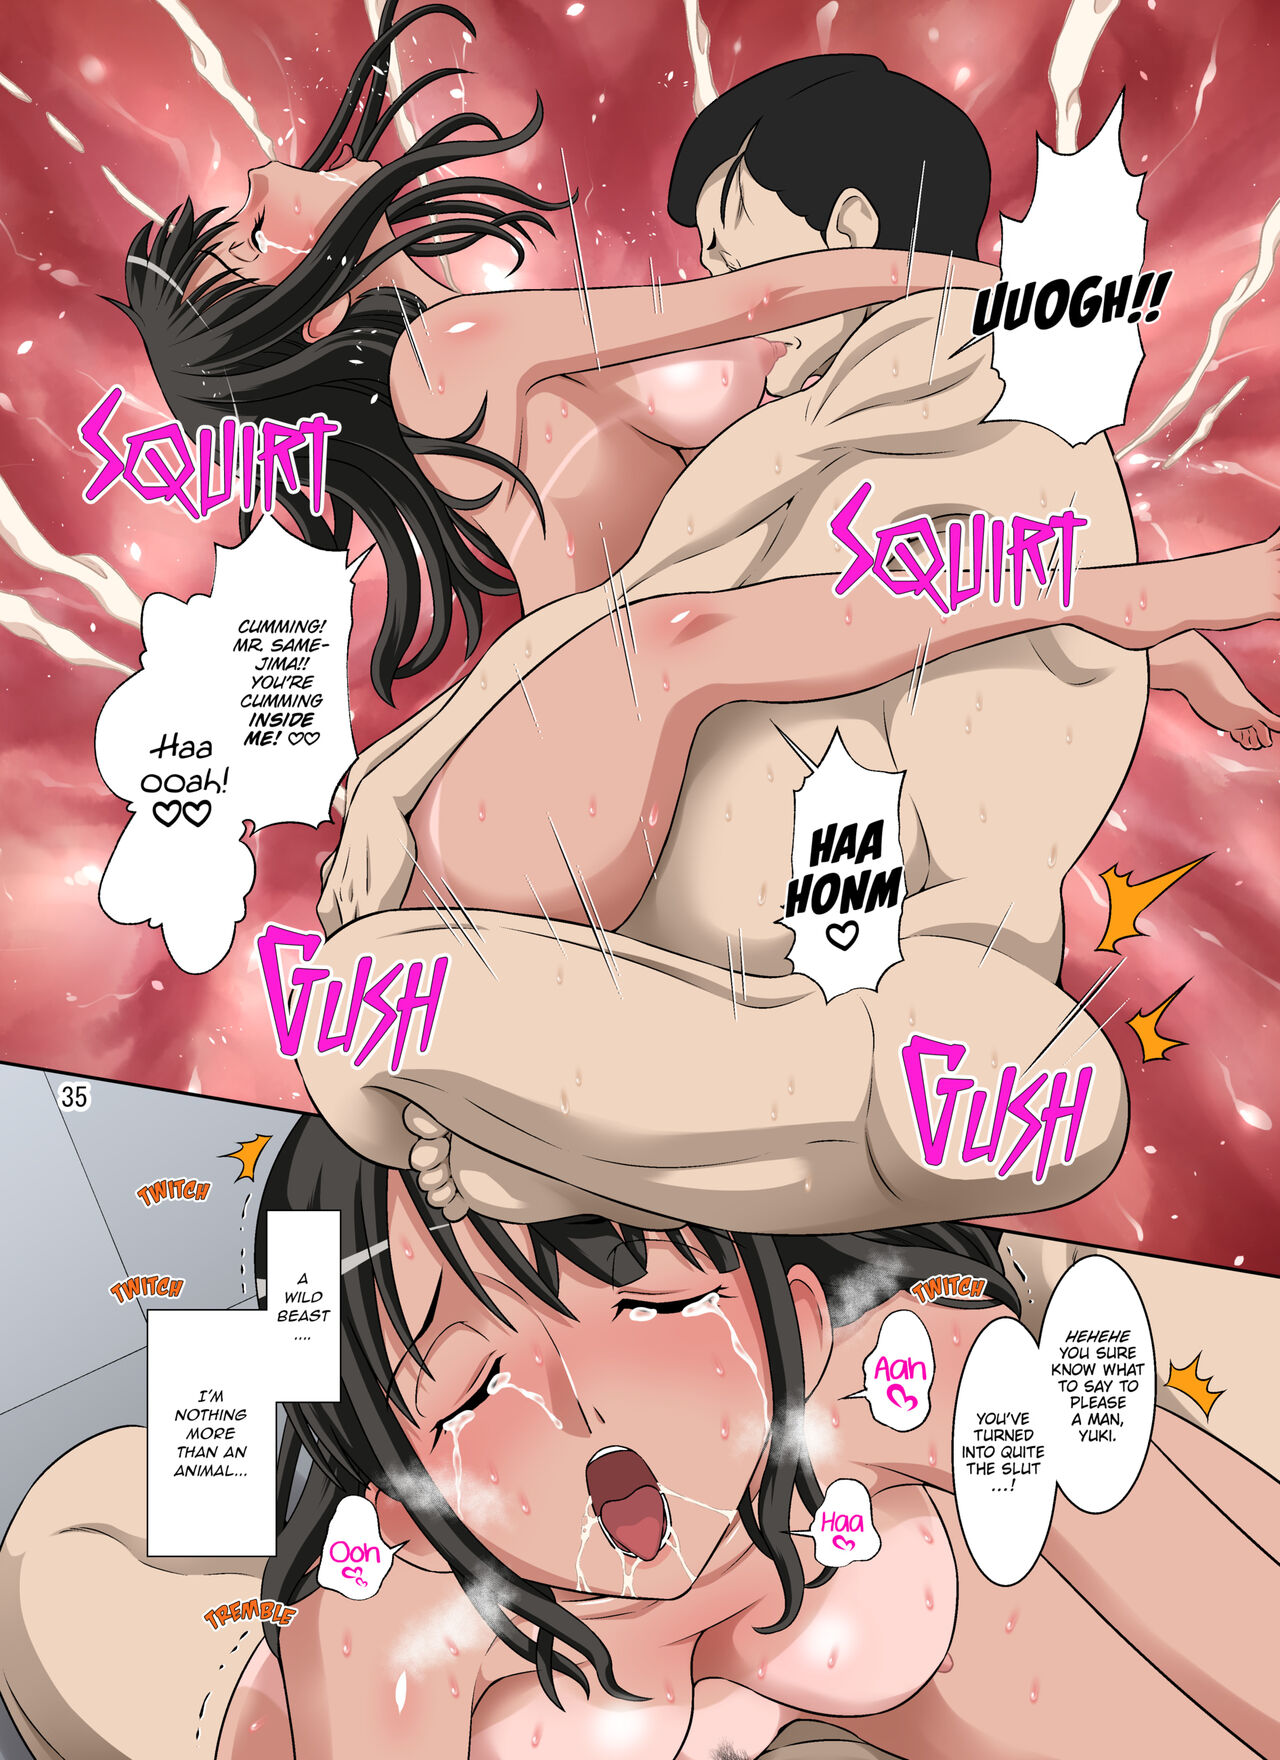 UUOGH!!
SQUIRT
SQUIRT
CUMMING!
MR. SAME-
JIMA!!
YOU'RE
CUMMING
INSIDE
ME! ♡♡
Haa
ooah!
♡♡
HAA
HONM
♡
GUSH
GUSH
35
TWITCH
TWITCH
TWITCH
A
WILD
BEAST
....
I'M
NOTHING
MORE
THAN AN
ANIMAL...
HEHEHE
YOU SURE
KNOW WHAT
TO SAY TO
PLEASE
A MAN,
YUKI.
YOU'VE
TURNED
INTO QUITE
THE SLUT
...!
Aah
♡
Haa
♡
Ooh
♡
TREMBLE